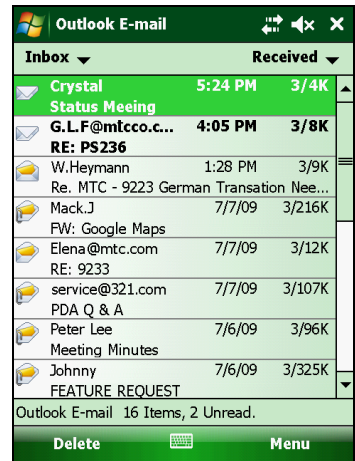 Outlook E-mail
Inbox Received
Crystal 5:24 PM 3/4K
Status Meeing
G.L.F@mtcco.c... 4:05 PM 3/8K
RE: PS236
W.Heymann 1:28 PM 3/9K
Re. MTC - 9223 German Transation Nee...
Mack.J 7/7/09 3/216K
FW: Google Maps
Elena@mtc.com 7/7/09 3/12K
RE: 9233
service@321.com 7/7/09 3/107K
PDA Q & A
Peter Lee 7/6/09 3/96K
Meeting Minutes
Johnny 7/6/09 3/325K
FEATURE REQUEST
Outlook E-mail 16 Items, 2 Unread.
Delete Menu